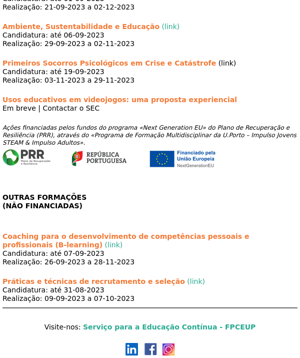 Realização: 21-09-2023 a 02-12-2023
Ambiente, Sustentabilidade e Educação (link)
Candidatura: até 06-09-2023
Realização: 29-09-2023 a 02-11-2023
Primeiros Socorros Psicológicos em Crise e Catástrofe (link)
Candidatura: até 19-09-2023
Realização: 03-11-2023 a 29-11-2023
Usos educativos em videojogos: uma proposta experiencial
Em breve | Contactar o SEC
Ações financiadas pelos fundos do programa «Next Generation EU» do Plano de Recuperação e
Resiliência (PRR), através do «Programa de Formação Multidisciplinar da U.Porto – Impulso Jovens
STEAM & Impulso Adultos».
PRR
Plano de Recuperação
e Resiliência
REPÚBLICA
PORTUGUESA
Financiado pela
União Europeia
NextGenerationEU
OUTRAS FORMAÇÕES
(NÃO FINANCIADAS)
Coaching para o desenvolvimento de competências pessoais e
profissionais (B-learning) (link)
Candidatura: até 07-09-2023
Realização: 26-09-2023 a 28-11-2023
Práticas e técnicas de recrutamento e seleção (link)
Candidatura: até 31-08-2023
Realização: 09-09-2023 a 07-10-2023
Visite-nos: Serviço para a Educação Contínua - FPCEUP